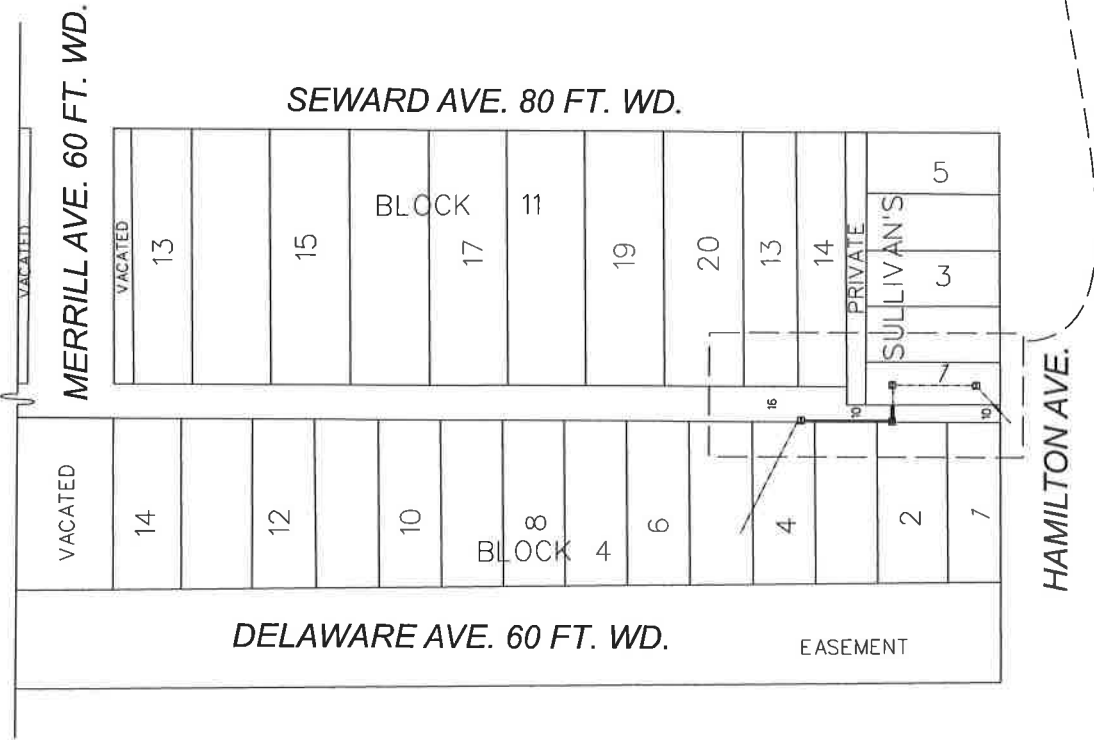 MERRILL AVE. 60 FT. WD.
SEWARD AVE. 80 FT. WD.
VACATED
VACATED
13
15
BLOCK 11
17
19
20
13
14
PRIVATE
SULLIVAN'S
5
3
1
16
10
10
VACATED
14
12
10
8
BLOCK 4
6
4
2
1
HAMILTON AVE.
DELAWARE AVE. 60 FT. WD.
EASEMENT